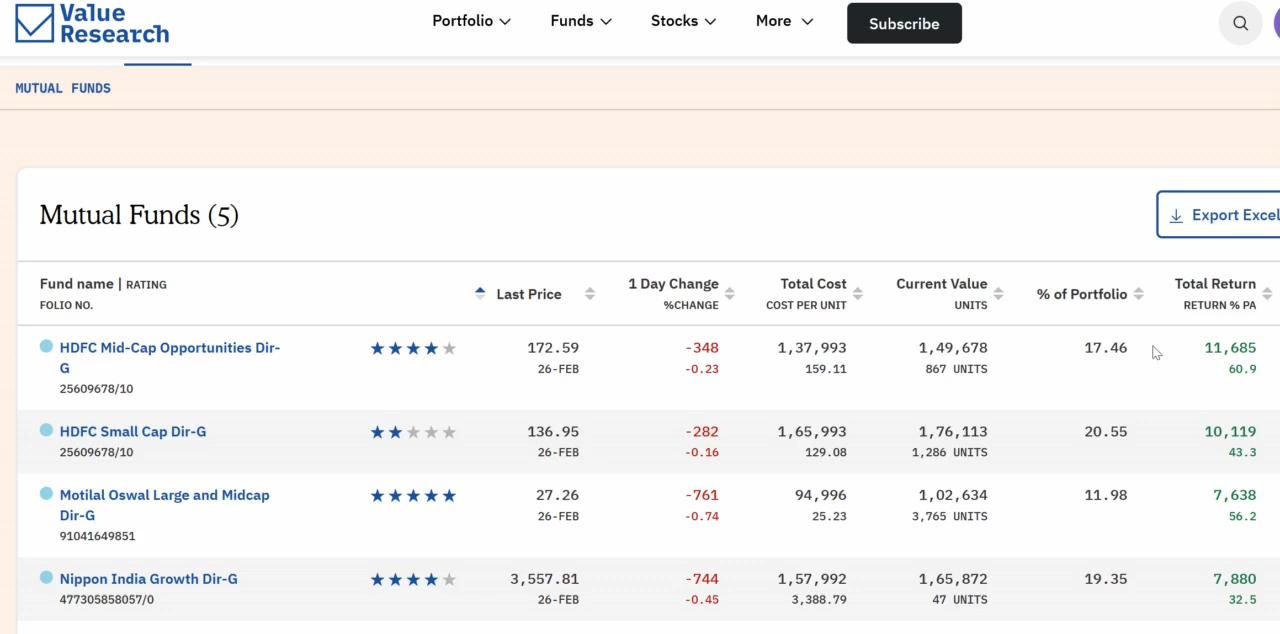 Value
Research
Portfolio Funds Stocks More Subscribe
MUTUAL FUNDS
Mutual Funds (5)
Export Excel
Fund name | RATING Last Price 1 Day Change Total Cost Current Value % of Portfolio Total Return
FOLIO NO. %CHANGE COST PER UNIT UNITS RETURN % PA
HDFC Mid-Cap Opportunities Dir- 172.59 -348 1,37,993 1,49,678 17.46 11,685
G 26-FEB -0.23 159.11 867 UNITS 60.9
25609678/10
HDFC Small Cap Dir-G 136.95 -282 1,65,993 1,76,113 20.55 10,119
25609678/10 26-FEB -0.16 129.08 1,286 UNITS 43.3
Motilal Oswal Large and Midcap 27.26 -761 94,996 1,02,634 11.98 7,638
Dir-G 26-FEB -0.74 25.23 3,765 UNITS 56.2
91041649851
Nippon India Growth Dir-G 3,557.81 -744 1,57,992 1,65,872 19.35 7,880
477305858057/0 26-FEB -0.45 3,388.79 47 UNITS 32.5